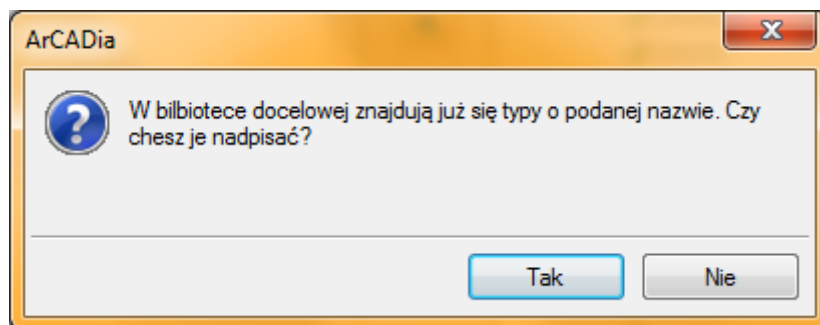 ArCADia
W bilbiotece docelowej znajdują już się typy o podanej nazwie. Czy
chesz je nadpisać?
Tak
Nie